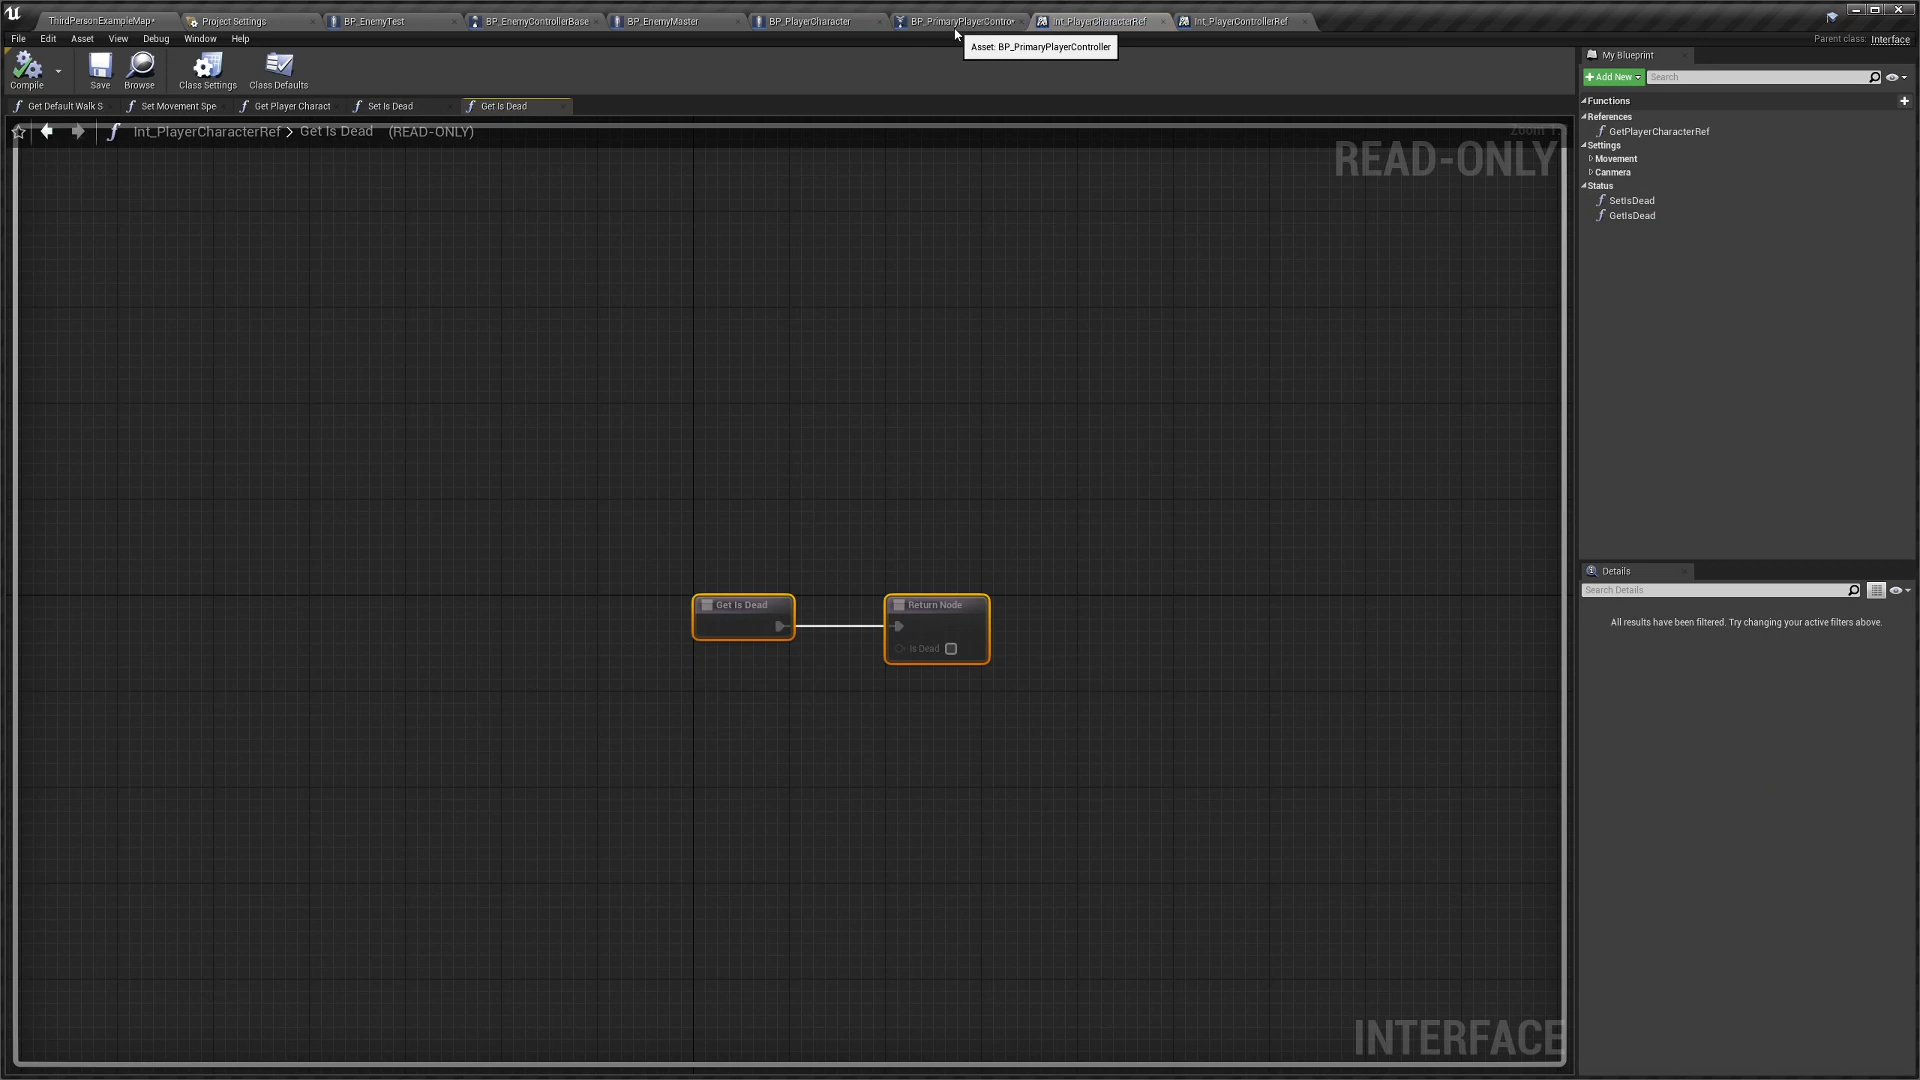 ThirdPersonExampleMap*
Project Settings
BP_EnemyTest
BP_EnemyControllerBase
BP_EnemyMaster
BP_PlayerCharacter
BP_PrimaryPlayerContro*
Int_PlayerCharacterRef
Int_PlayerControllerRef
File Edit Asset View Debug Window Help
Parent class: Interface
Asset: BP_PrimaryPlayerController
Compile
Save
Browse
Class Settings
Class Defaults
Get Default Walk S
Set Movement Spe
Get Player Charact
Set Is Dead
Get Is Dead
Int_PlayerCharacterRef > Get Is Dead (READ-ONLY)
READ-ONLY
Get Is Dead
Return Node
Is Dead
INTERFACE
My Blueprint
Add New
Search
Functions
References
GetPlayerCharacterRef
Settings
Movement
Canmera
Status
SetIsDead
GetIsDead
Details
Search Details
All results have been filtered. Try changing your active filters above.